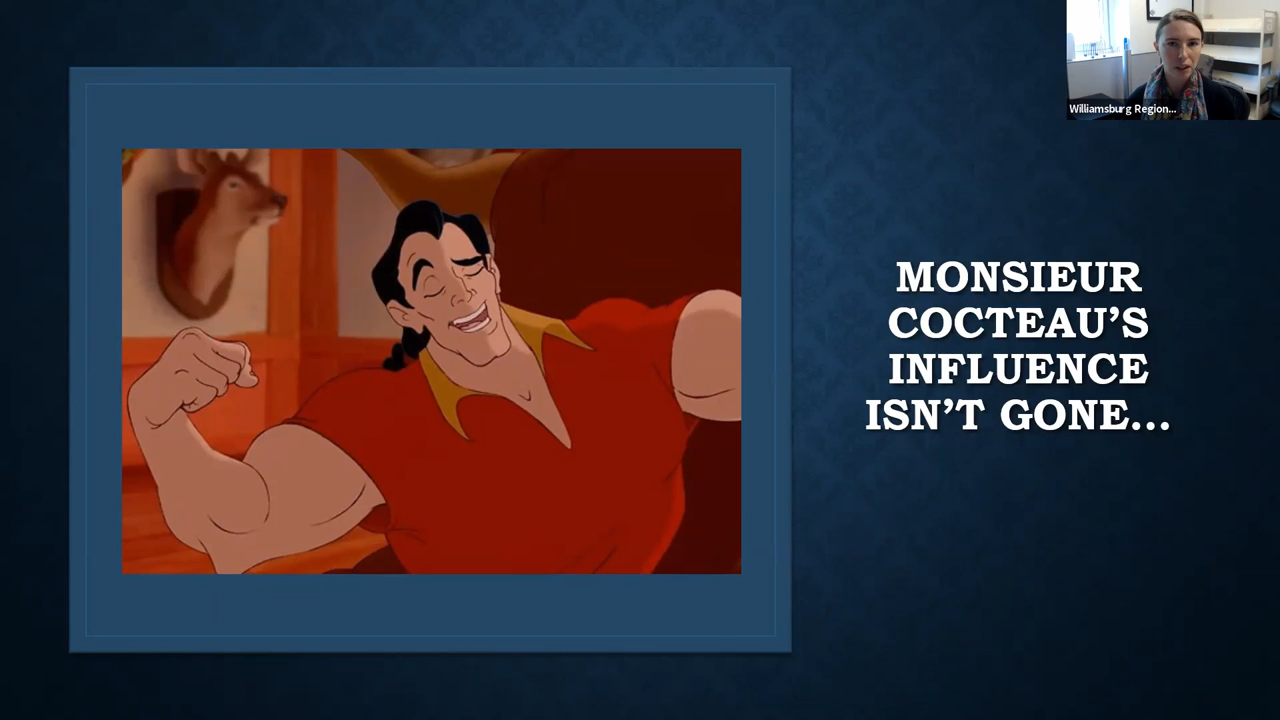 Williamsburg Region...
MONSIEUR
COCTEAU’S
INFLUENCE
ISN’T GONE...